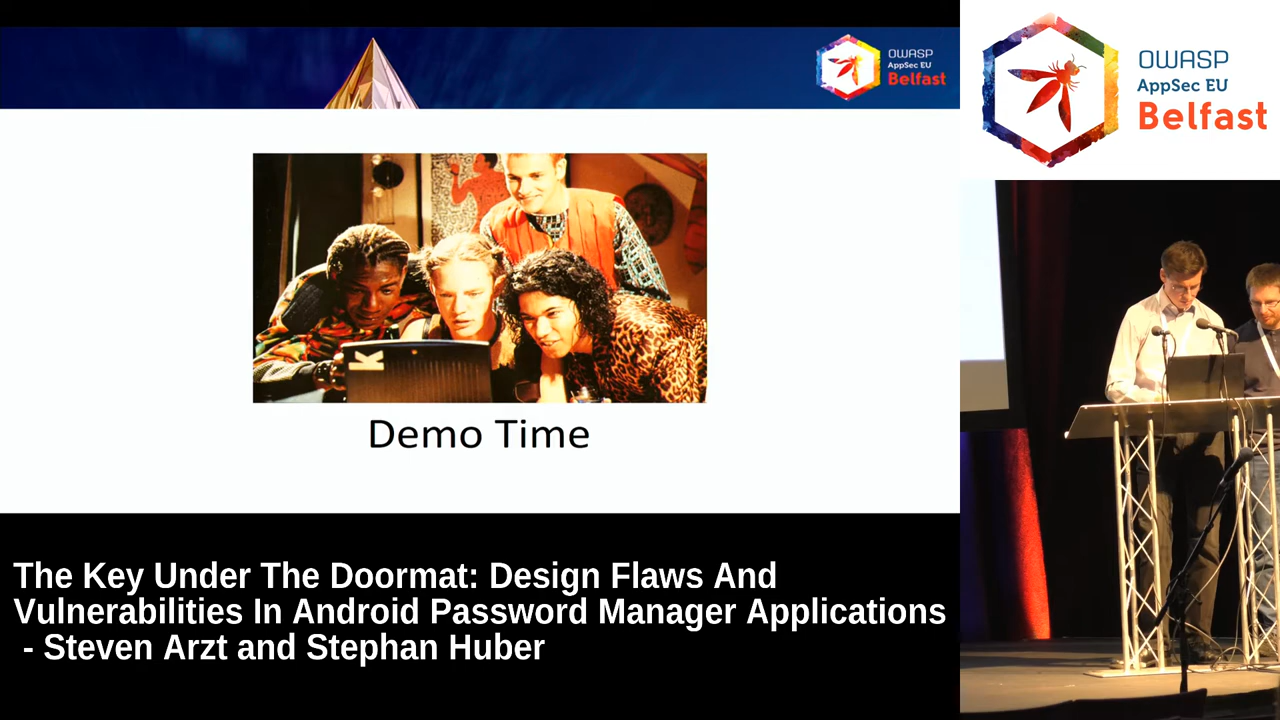 OWASP
AppSec EU
Belfast
OWASP
AppSec EU
Belfast
K
Demo Time
The Key Under The Doormat: Design Flaws And
Vulnerabilities In Android Password Manager Applications
- Steven Arzt and Stephan Huber